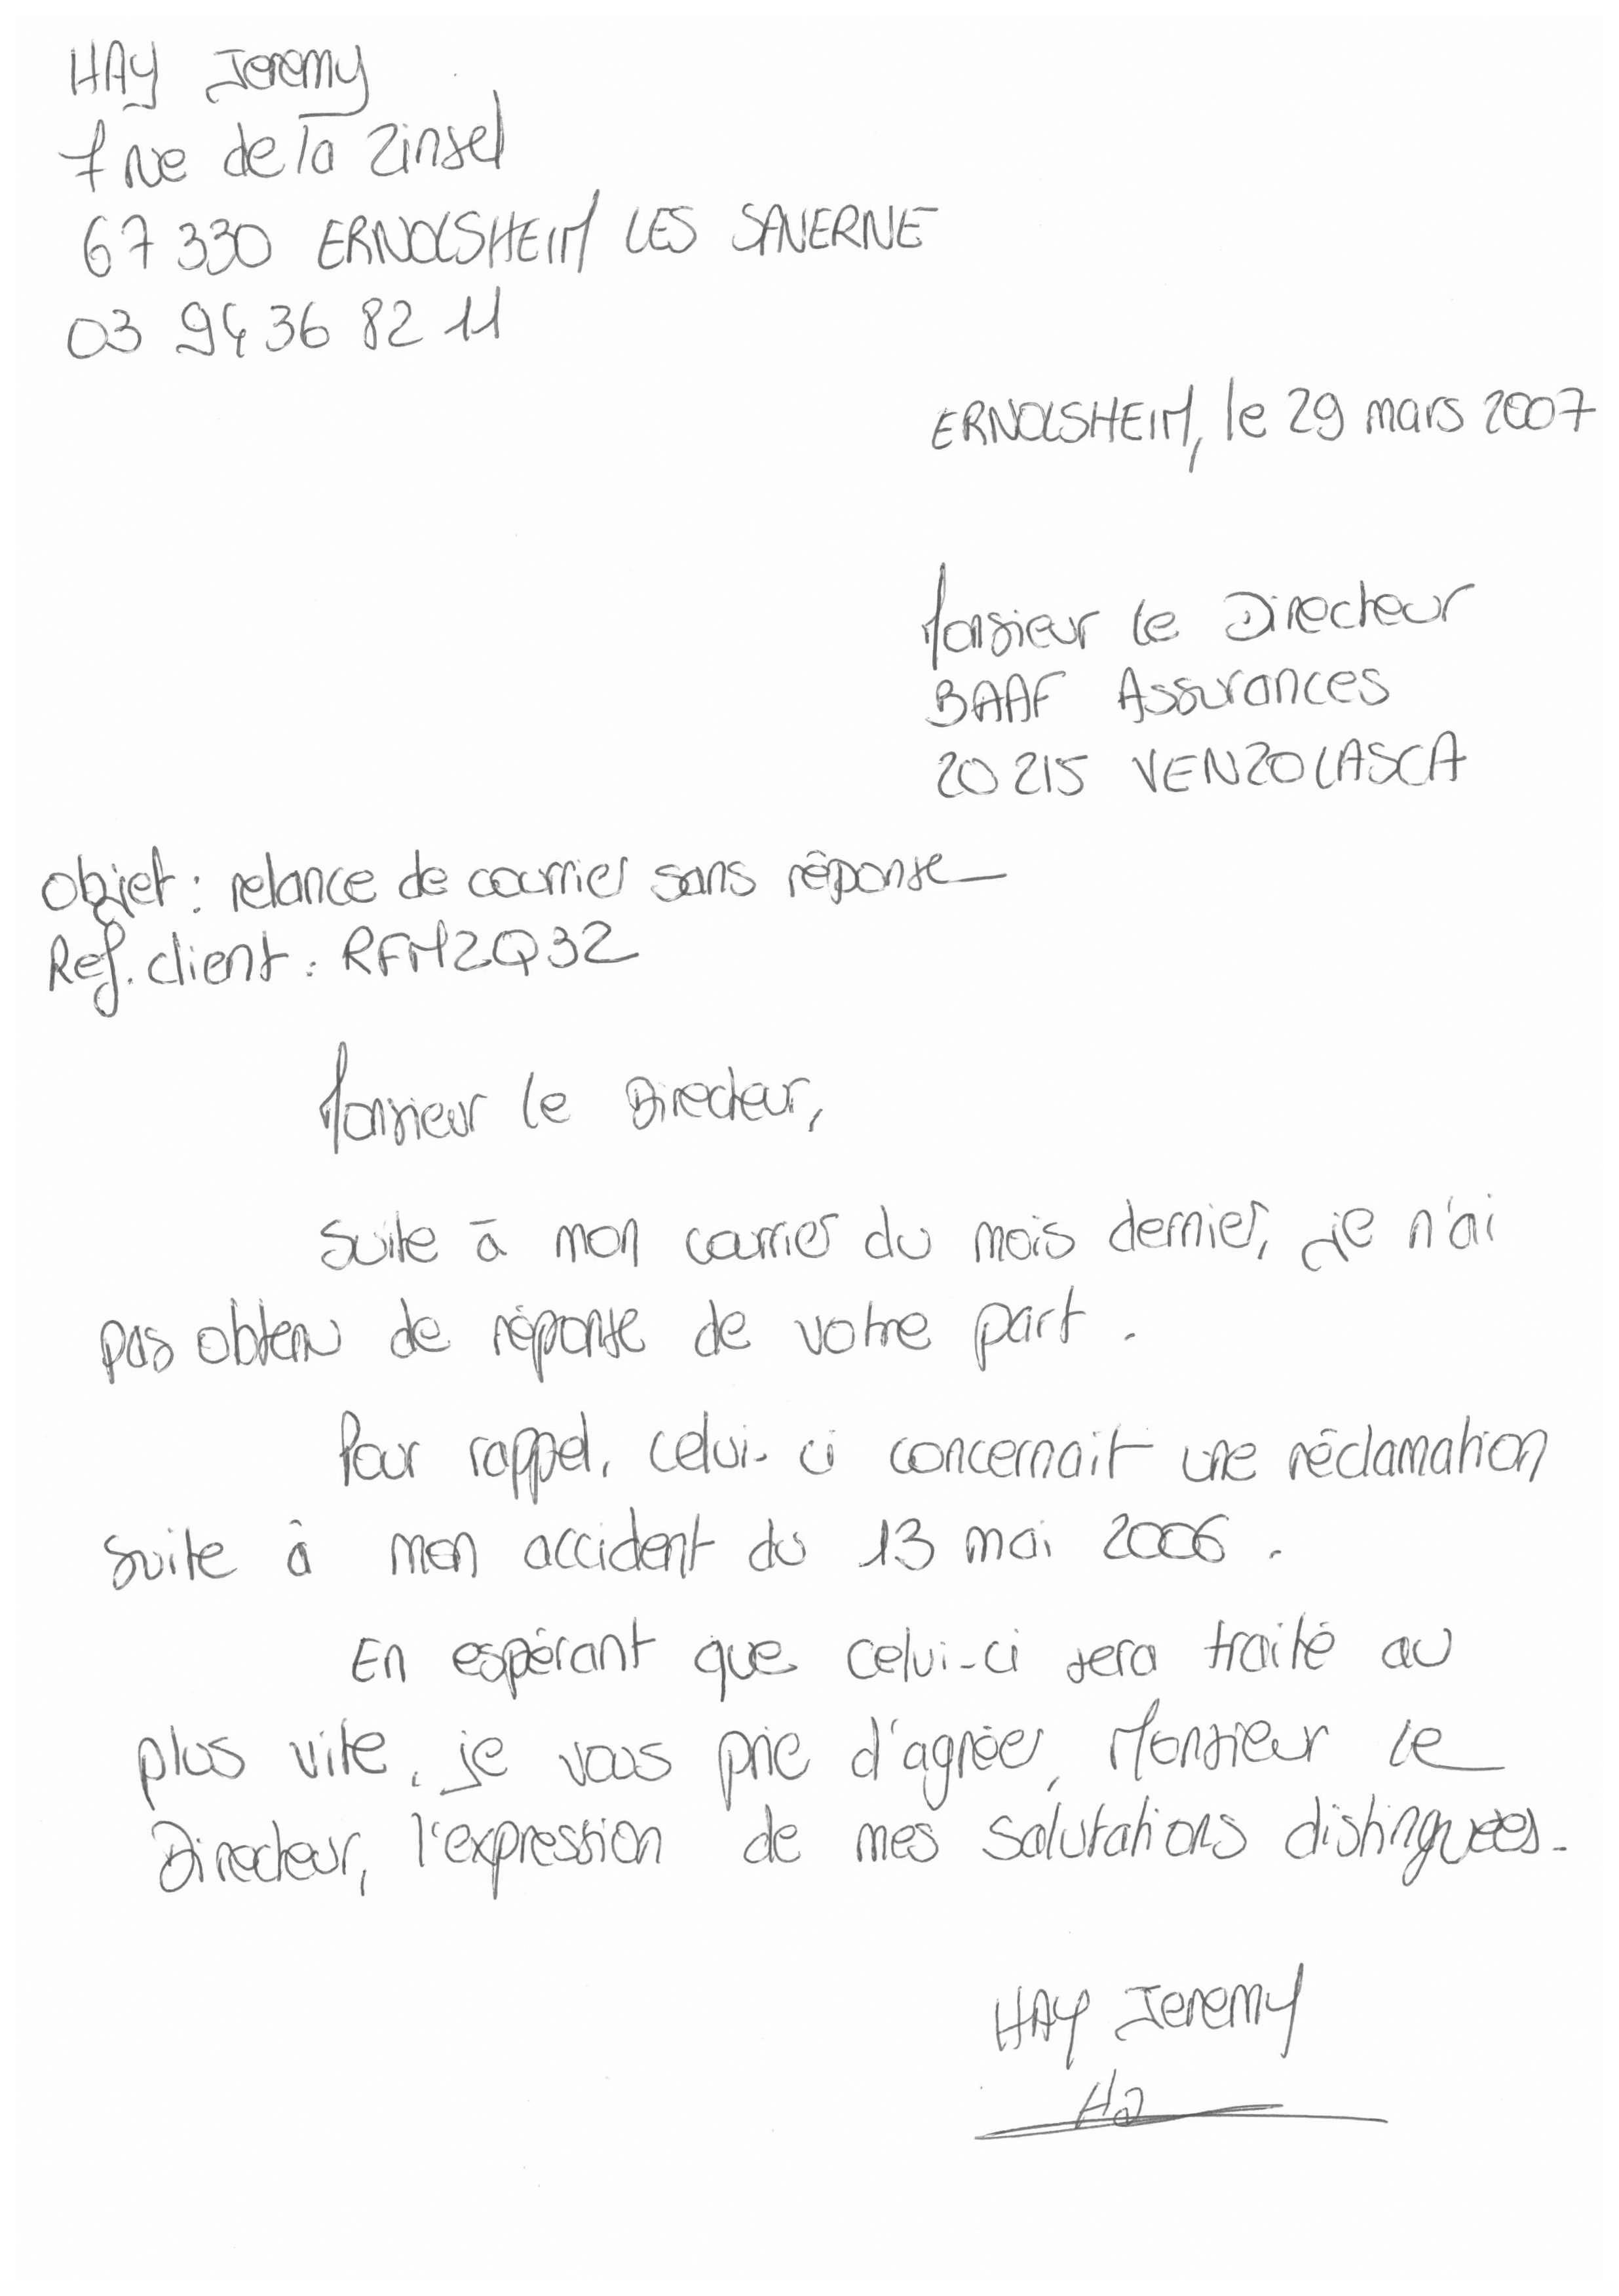 HAY Jeremy
7 rue de la Zinsel
67 330 ERNOLSHEIM LES SAVERNE
03 94 36 82 11
ERNOLSHEIM, le 29 mars 2007
Monsieur le Directeur
BAAF Assurances
20 215 VENZOLASCA
Objet : relance de courrier sans réponse
Ref. client : RFM2Q32
Monsieur le Directeur,
Suite à mon courrier du mois dernier, je n'ai
pas obtenu de réponse de votre part.
Pour rappel, celui-ci concernait une réclamation
suite à mon accident du 13 mai 2006.
En espérant que celui-ci sera traité au
plus vite, je vous prie d'agréer, Monsieur le
Directeur, l'expression de mes salutations distinguées.
HAY Jeremy